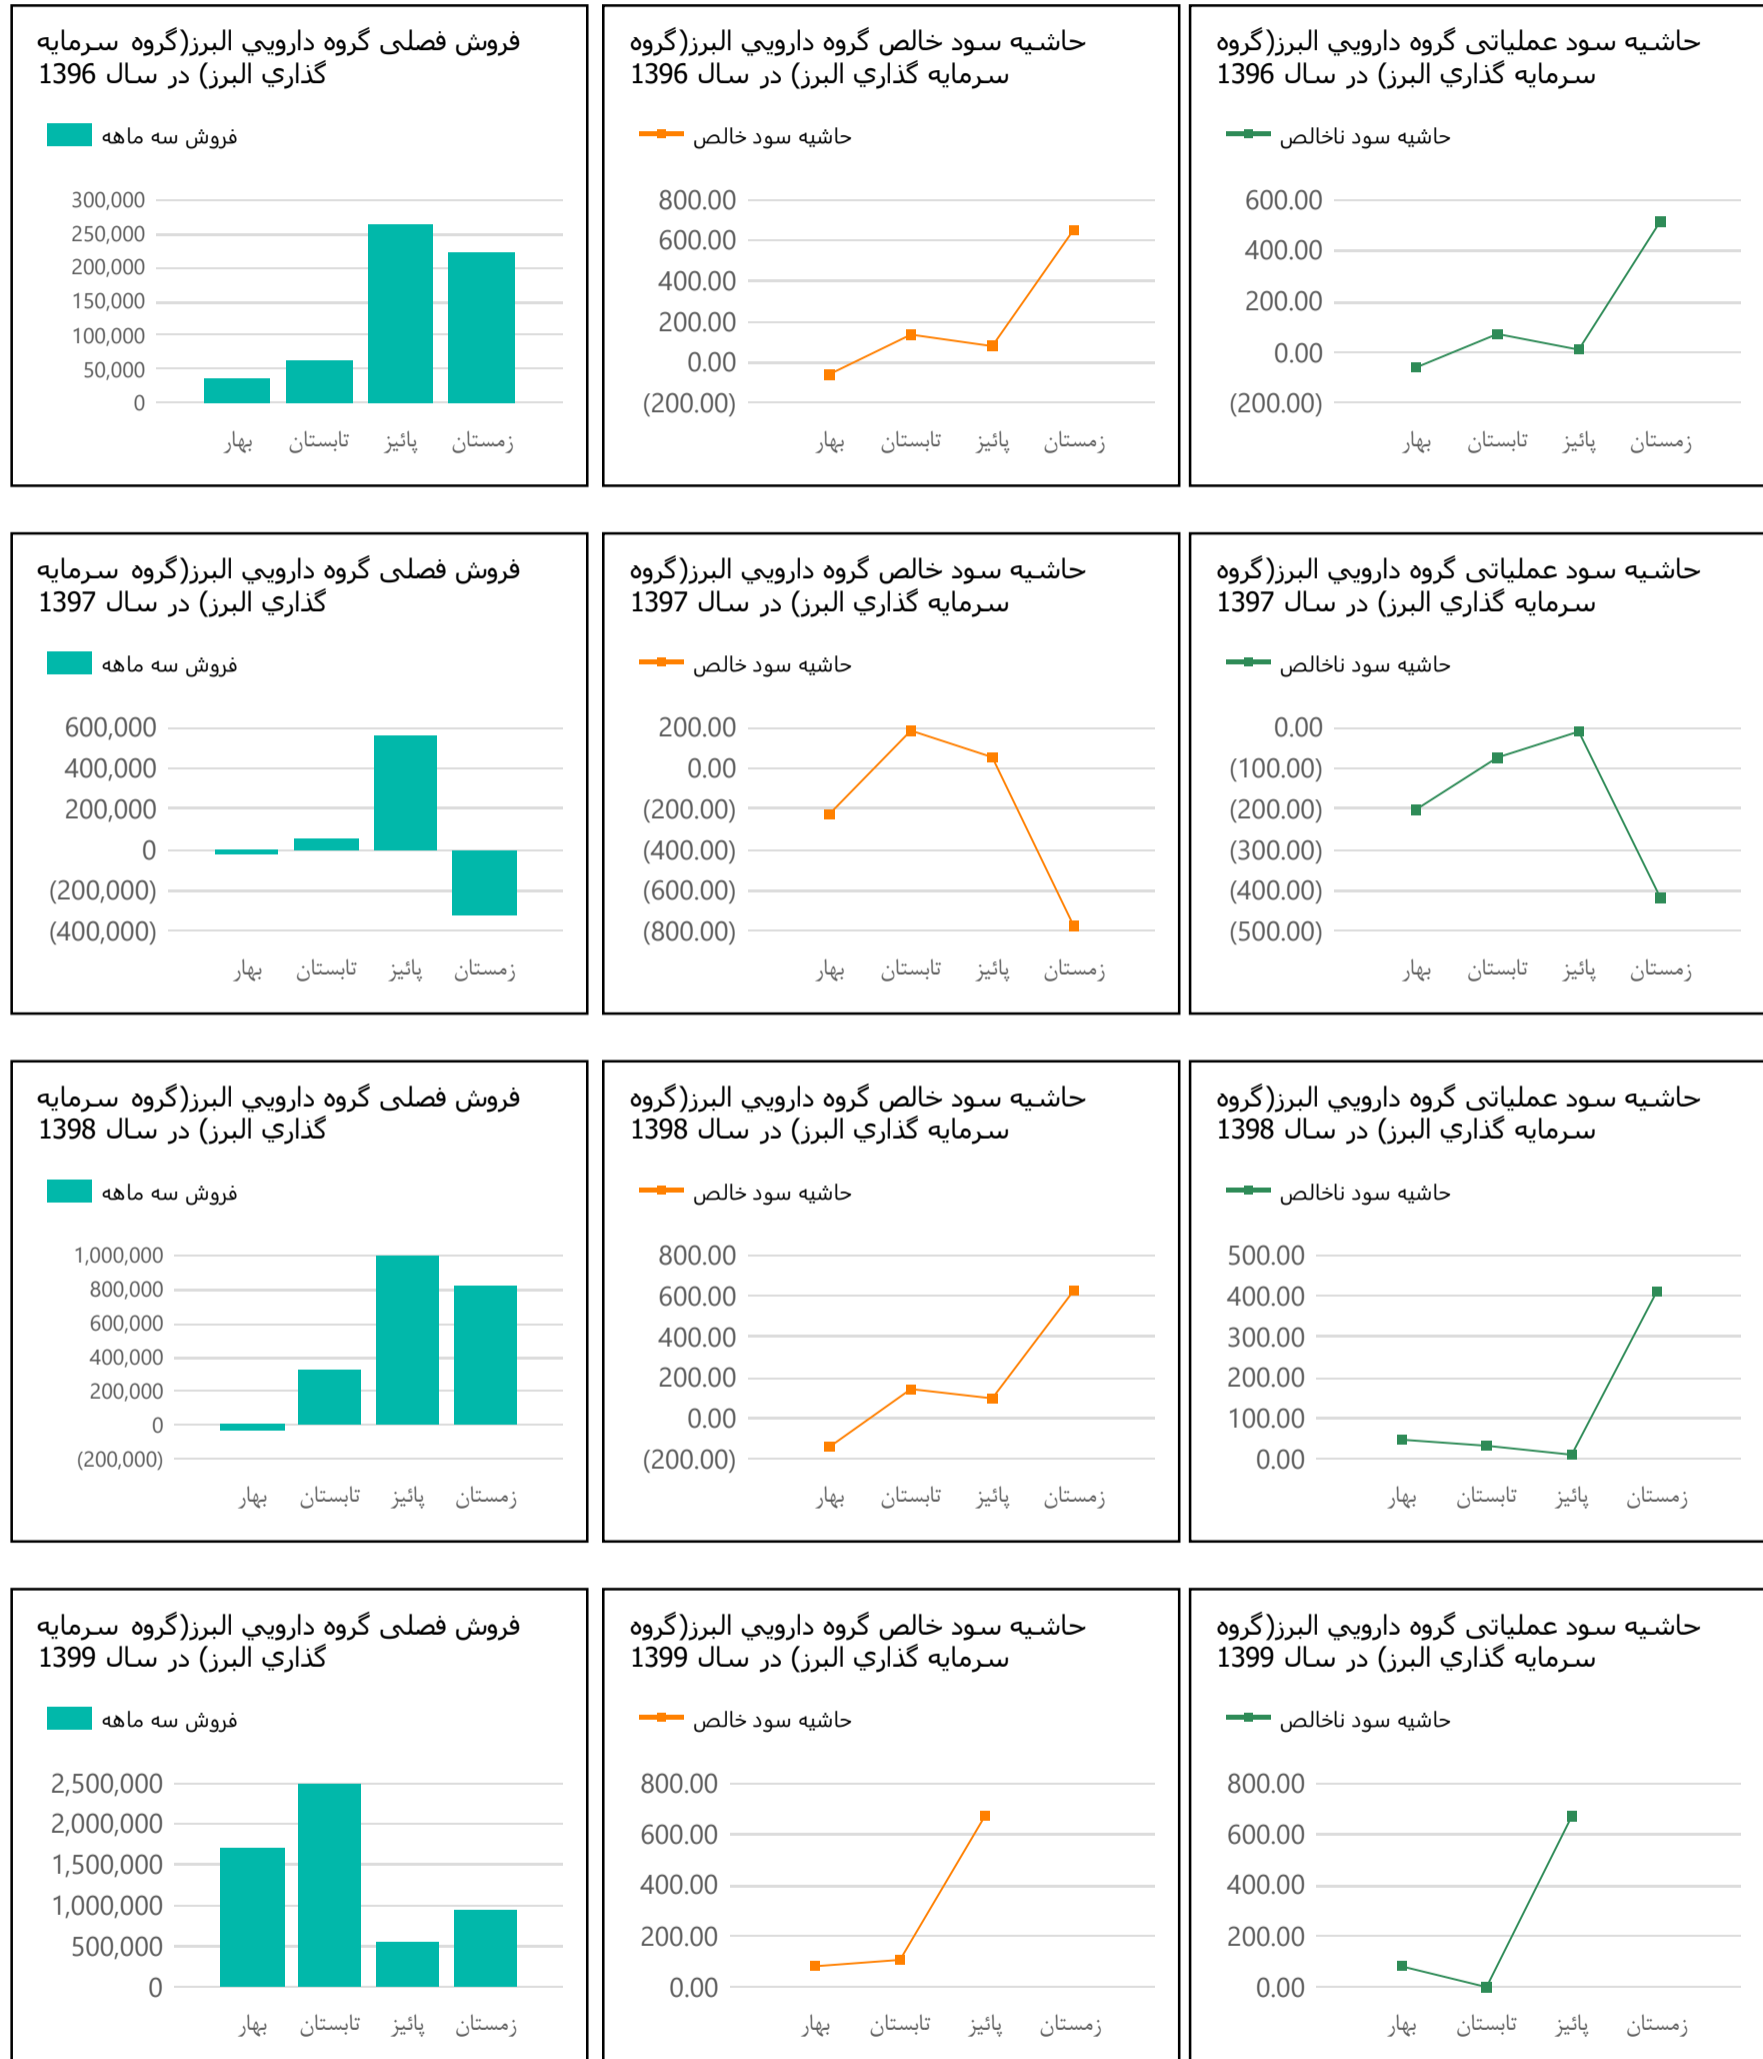 فروش فصلی گروه دارويي البرز(گروه سرمايه
گذاري البرز) در سال 1396
فروش سه ماهه
300,000
250,000
200,000
150,000
100,000
50,000
0
بهار تابستان پائیز زمستان
حاشیه سود خالص گروه دارويي البرز(گروه
سرمايه گذاري البرز) در سال 1396
حاشیه سود خالص
800.00
600.00
400.00
200.00
0.00
(200.00)
بهار تابستان پائیز زمستان
حاشیه سود عملیاتی گروه دارويي البرز(گروه
سرمايه گذاري البرز) در سال 1396
حاشیه سود ناخالص
600.00
400.00
200.00
0.00
(200.00)
بهار تابستان پائیز زمستان
فروش فصلی گروه دارويي البرز(گروه سرمايه
گذاري البرز) در سال 1397
فروش سه ماهه
600,000
400,000
200,000
0
(200,000)
(400,000)
بهار تابستان پائیز زمستان
حاشیه سود خالص گروه دارويي البرز(گروه
سرمايه گذاري البرز) در سال 1397
حاشیه سود خالص
200.00
0.00
(200.00)
(400.00)
(600.00)
(800.00)
بهار تابستان پائیز زمستان
حاشیه سود عملیاتی گروه دارويي البرز(گروه
سرمايه گذاري البرز) در سال 1397
حاشیه سود ناخالص
0.00
(100.00)
(200.00)
(300.00)
(400.00)
(500.00)
بهار تابستان پائیز زمستان
فروش فصلی گروه دارويي البرز(گروه سرمايه
گذاري البرز) در سال 1398
فروش سه ماهه
1,000,000
800,000
600,000
400,000
200,000
0
(200,000)
بهار تابستان پائیز زمستان
حاشیه سود خالص گروه دارويي البرز(گروه
سرمايه گذاري البرز) در سال 1398
حاشیه سود خالص
800.00
600.00
400.00
200.00
0.00
(200.00)
بهار تابستان پائیز زمستان
حاشیه سود عملیاتی گروه دارويي البرز(گروه
سرمايه گذاري البرز) در سال 1398
حاشیه سود ناخالص
500.00
400.00
300.00
200.00
100.00
0.00
بهار تابستان پائیز زمستان
فروش فصلی گروه دارويي البرز(گروه سرمايه
گذاري البرز) در سال 1399
فروش سه ماهه
2,500,000
2,000,000
1,500,000
1,000,000
500,000
0
بهار تابستان پائیز زمستان
حاشیه سود خالص گروه دارويي البرز(گروه
سرمايه گذاري البرز) در سال 1399
حاشیه سود خالص
800.00
600.00
400.00
200.00
0.00
بهار تابستان پائیز زمستان
حاشیه سود عملیاتی گروه دارويي البرز(گروه
سرمايه گذاري البرز) در سال 1399
حاشیه سود ناخالص
800.00
600.00
400.00
200.00
0.00
بهار تابستان پائیز زمستان